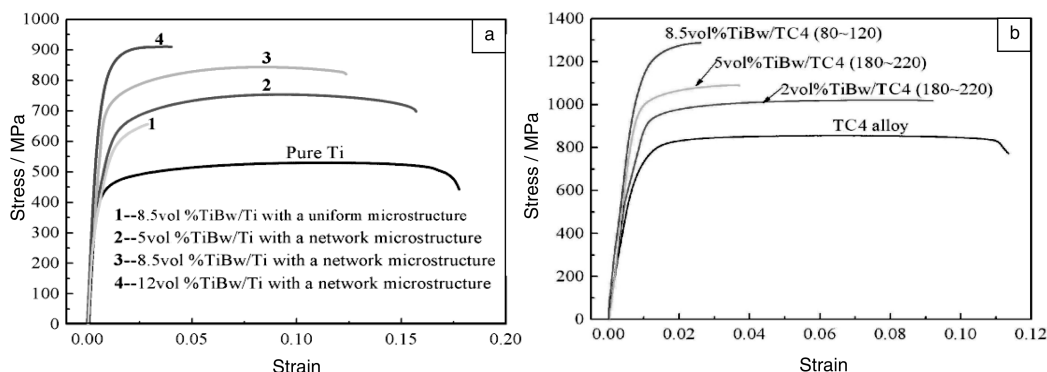 a
1000
900
800
700
600
500
400
300
200
100
0
Stress / MPa
4
3
2
1
Pure Ti
1--8.5vol %TiBw/Ti with a uniform microstructure
2--5vol %TiBw/Ti with a network microstructure
3--8.5vol %TiBw/Ti with a network microstructure
4--12vol %TiBw/Ti with a network microstructure
0.00 0.05 0.10 0.15 0.20
Strain
b
1400
1200
1000
800
600
400
200
0
Stress / MPa
8.5vol%TiBw/TC4 (80~120)
5vol%TiBw/TC4 (180~220)
2vol%TiBw/TC4 (180~220)
TC4 alloy
0.00 0.02 0.04 0.06 0.08 0.10 0.12
Strain